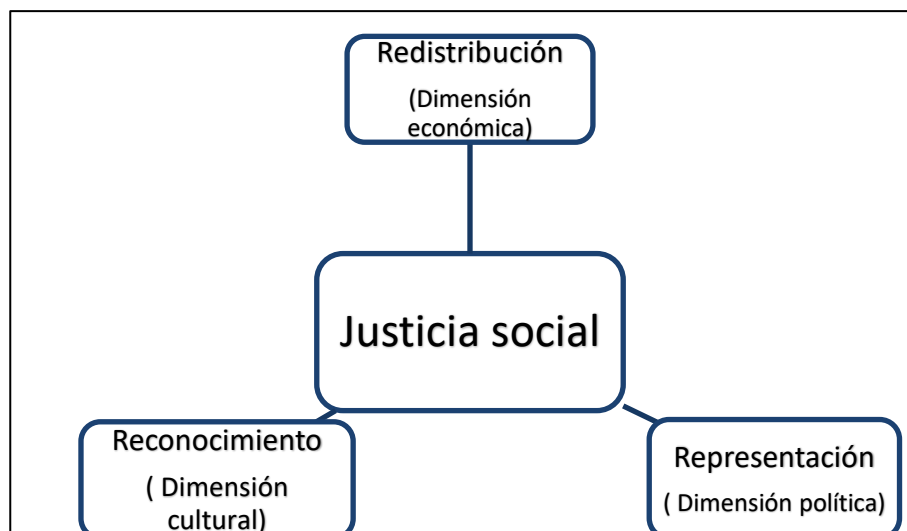 Redistribución
(Dimensión
económica)
Justicia social
Reconocimiento
( Dimensión
cultural)
Representación
( Dimensión política)